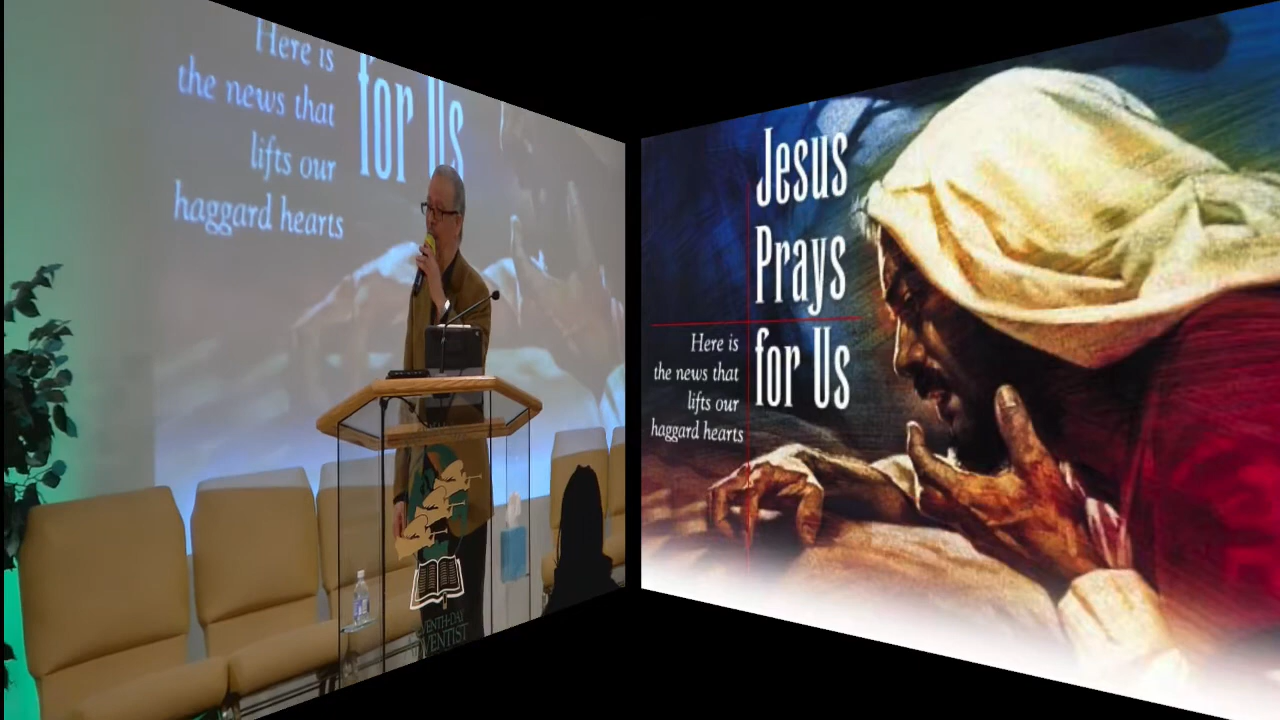 Here is
the news that
lifts our
haggard hearts
for Us
Jesus
Prays
for Us
Here is
the news that
lifts our
haggard hearts